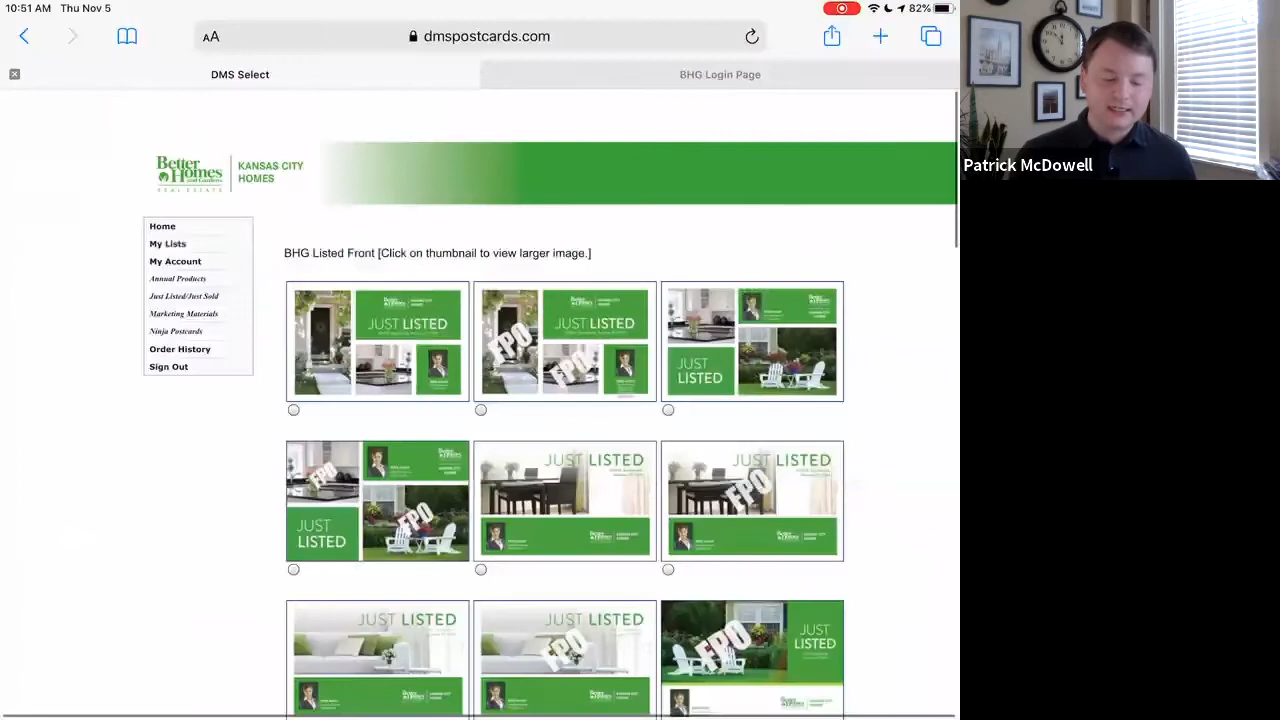 10:51 AM Thu Nov 5
82%
AA
dmspostcards.com
DMS Select
BHG Login Page
Patrick McDowell
Better
Homes
and Gardens
REAL ESTATE
KANSAS CITY
HOMES
Home
My Lists
My Account
Annual Products
Just Listed/Just Sold
Marketing Materials
Ninja Postcards
Order History
Sign Out
BHG Listed Front [Click on thumbnail to view larger image.]
JUST LISTED
JUST LISTED
FPO
FPO
JUST
LISTED
FPO
FPO
JUST
LISTED
JUST LISTED
JUST LISTED
FPO
JUST LISTED
JUST LISTED
FPO
FPO
JUST
LISTED